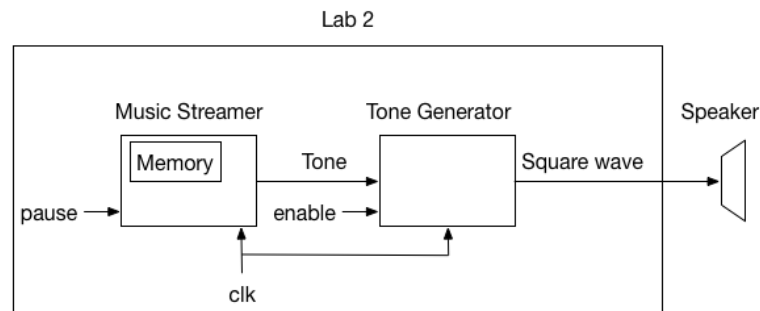 Lab 2
Music Streamer
Tone Generator
Speaker
Memory
Tone
Square wave
pause
enable
clk